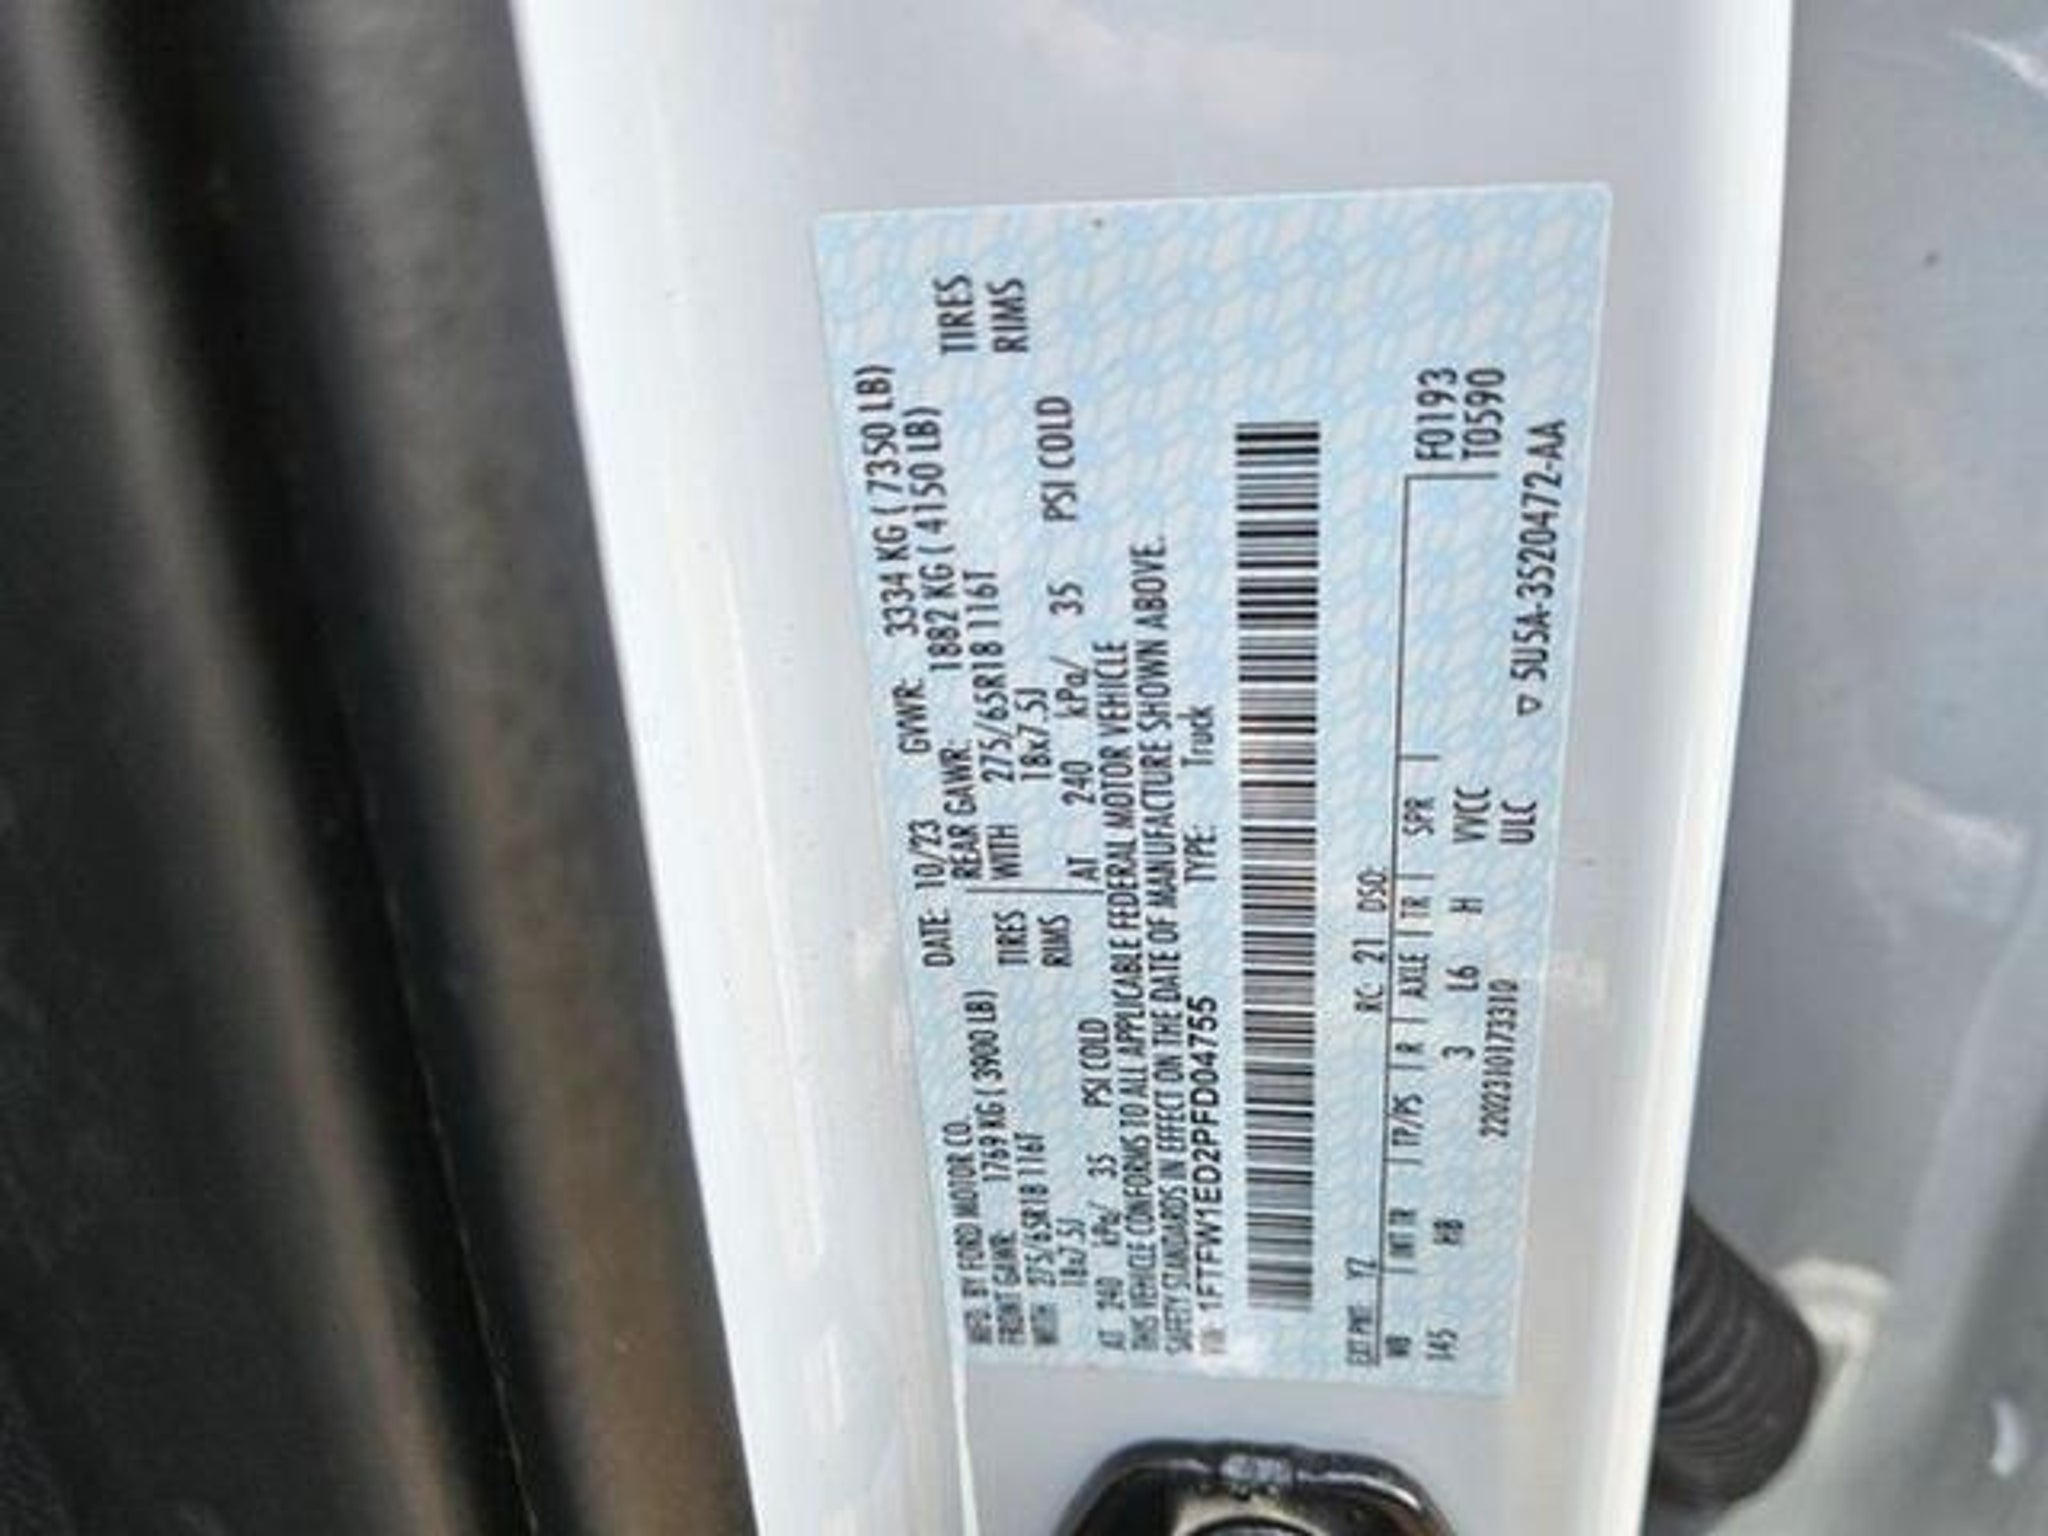 MFD. BY FORD MOTOR CO.
DATE: 10/23 GVWR: 3334 KG ( 7350 LB)
FRONT GAWR: 1769 KG ( 3900 LB) REAR GAWR: 1882 KG ( 4150 LB)
WITH 275/65R18 116T TIRES WITH 275/65R18 116T TIRES
18x7.5J RIMS 18x7.5J RIMS
AT 240 kPa/ 35 PSI COLD AT 240 kPa/ 35 PSI COLD
THIS VEHICLE CONFORMS TO ALL APPLICABLE FEDERAL MOTOR VEHICLE
SAFETY STANDARDS IN EFFECT ON THE DATE OF MANUFACTURE SHOWN ABOVE.
VIN: 1FTFW1ED2PFD04755 TYPE: Truck
EXT PNT: YZ RC: 21 DSO:
WB INT TR TP/PS R AXLE TR SPR F0193
145 HB 3 L6 H VVCC T0590
2202310173310 ULC
▽ 5U5A-3520472-AA